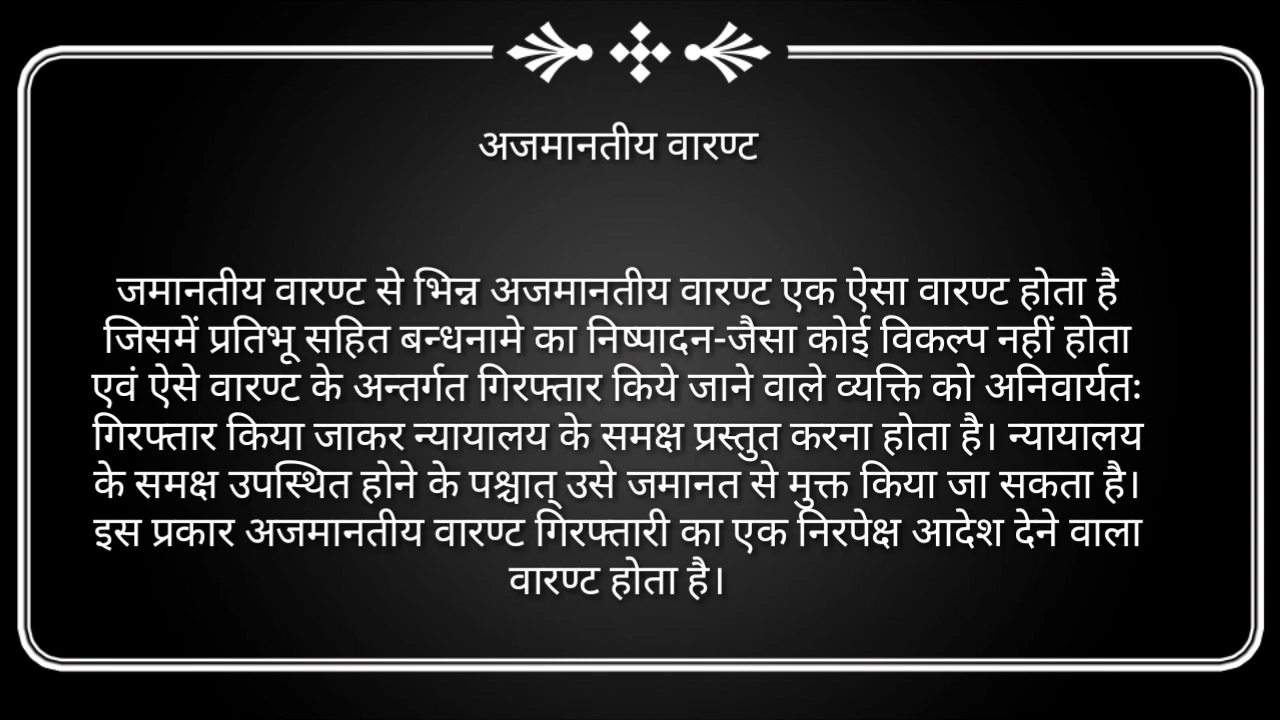 अजमानतीय वारण्ट
जमानतीय वारण्ट से भिन्न अजमानतीय वारण्ट एक ऐसा वारण्ट होता है
जिसमें प्रतिभू सहित बन्धनामे का निष्पादन-जैसा कोई विकल्प नहीं होता
एवं ऐसे वारण्ट के अन्तर्गत गिरफ्तार किये जाने वाले व्यक्ति को अनिवार्यतः
गिरफ्तार किया जाकर न्यायालय के समक्ष प्रस्तुत करना होता है। न्यायालय
के समक्ष उपस्थित होने के पश्चात् उसे जमानत से मुक्त किया जा सकता है।
इस प्रकार अजमानतीय वारण्ट गिरफ्तारी का एक निरपेक्ष आदेश देने वाला
वारण्ट होता है।